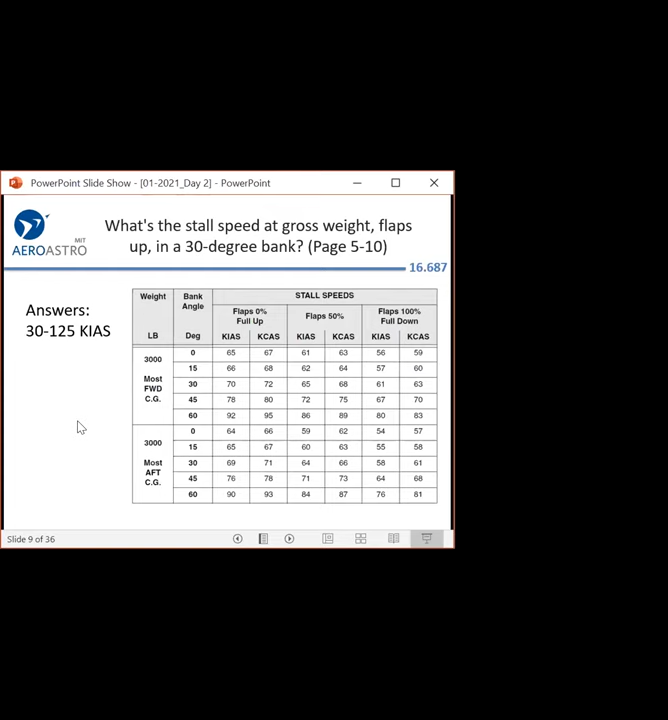 PowerPoint Slide Show - [01-2021_Day 2] - PowerPoint
MIT
AEROASTRO
What's the stall speed at gross weight, flaps
up, in a 30-degree bank? (Page 5-10)
16.687
Answers:
30-125 KIAS
Weight Bank Angle STALL SPEEDS
Flaps 0% Full Up Flaps 50% Flaps 100% Full Down
LB Deg KIAS KCAS KIAS KCAS KIAS KCAS
3000 Most FWD C.G.
0 65 67 61 63 56 59
15 66 68 62 64 57 60
30 70 72 65 68 61 63
45 78 80 72 75 67 70
60 92 95 86 89 80 83
3000 Most AFT C.G.
0 64 66 59 62 54 57
15 65 67 60 63 55 58
30 69 71 64 66 58 61
45 76 78 71 73 64 68
60 90 93 84 87 76 81
Slide 9 of 36